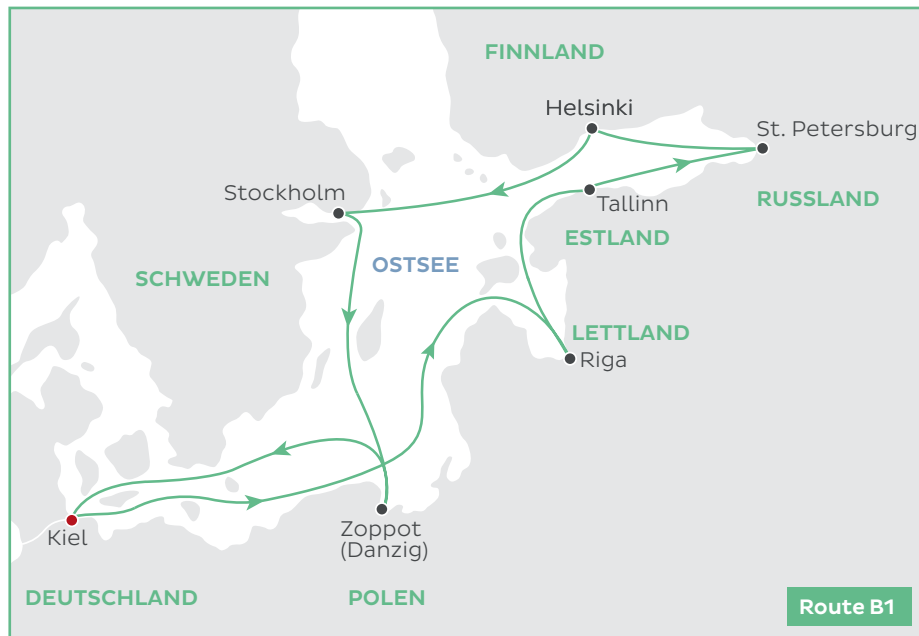 FINNLAND
Helsinki
St. Petersburg
Stockholm
Tallinn
RUSSLAND
ESTLAND
OSTSEE
SCHWEDEN
LETTLAND
Riga
Kiel
Zoppot
(Danzig)
DEUTSCHLAND
POLEN
Route B1